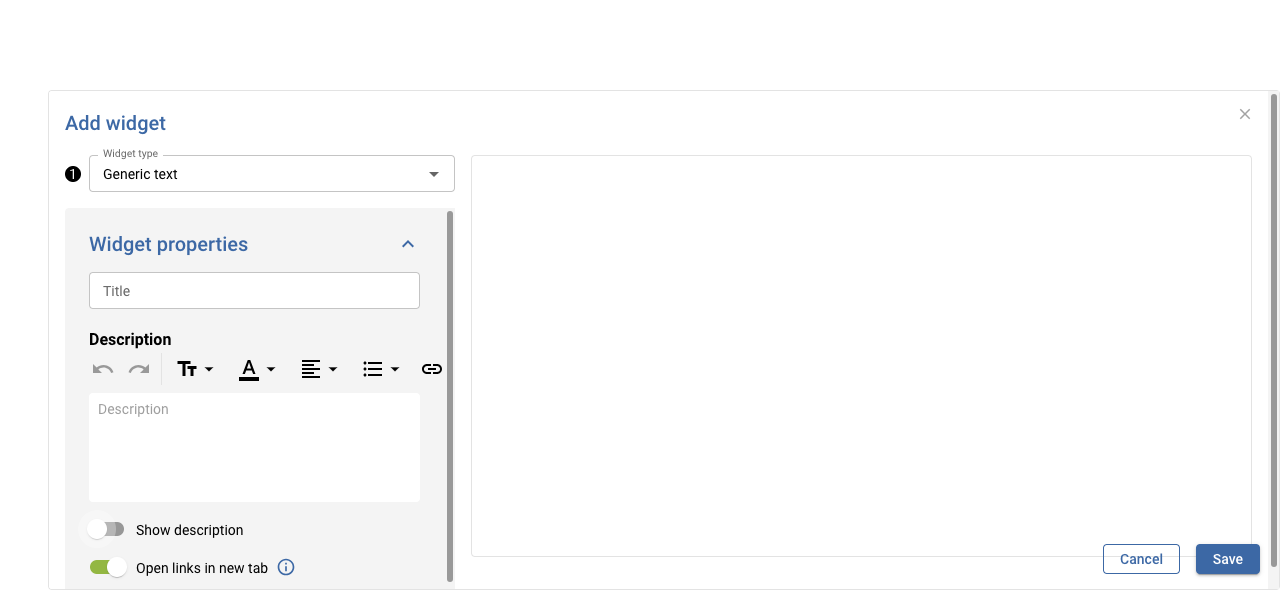 Add widget
Widget type
1
Generic text
Widget properties
Title
Description
Description
Show description
Open links in new tab
Cancel
Save